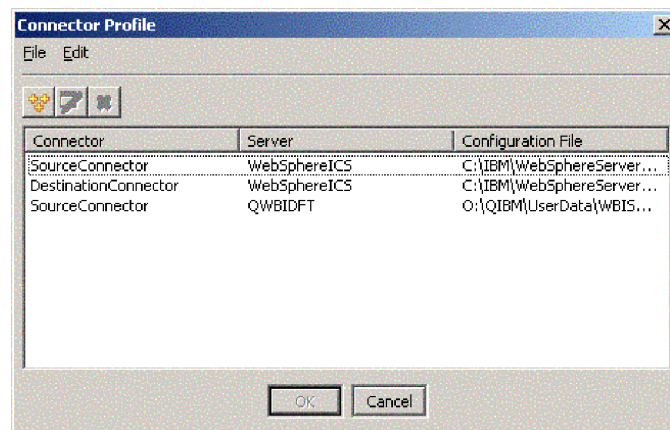 Connector Profile
File Edit
Connector Server Configuration File
SourceConnector WebSphereICS C:\IBM\WebSphereServer...
DestinationConnector WebSphereICS C:\IBM\WebSphereServer...
SourceConnector QWBIDFT O:\QIBM\UserData\WBIS...
OK Cancel